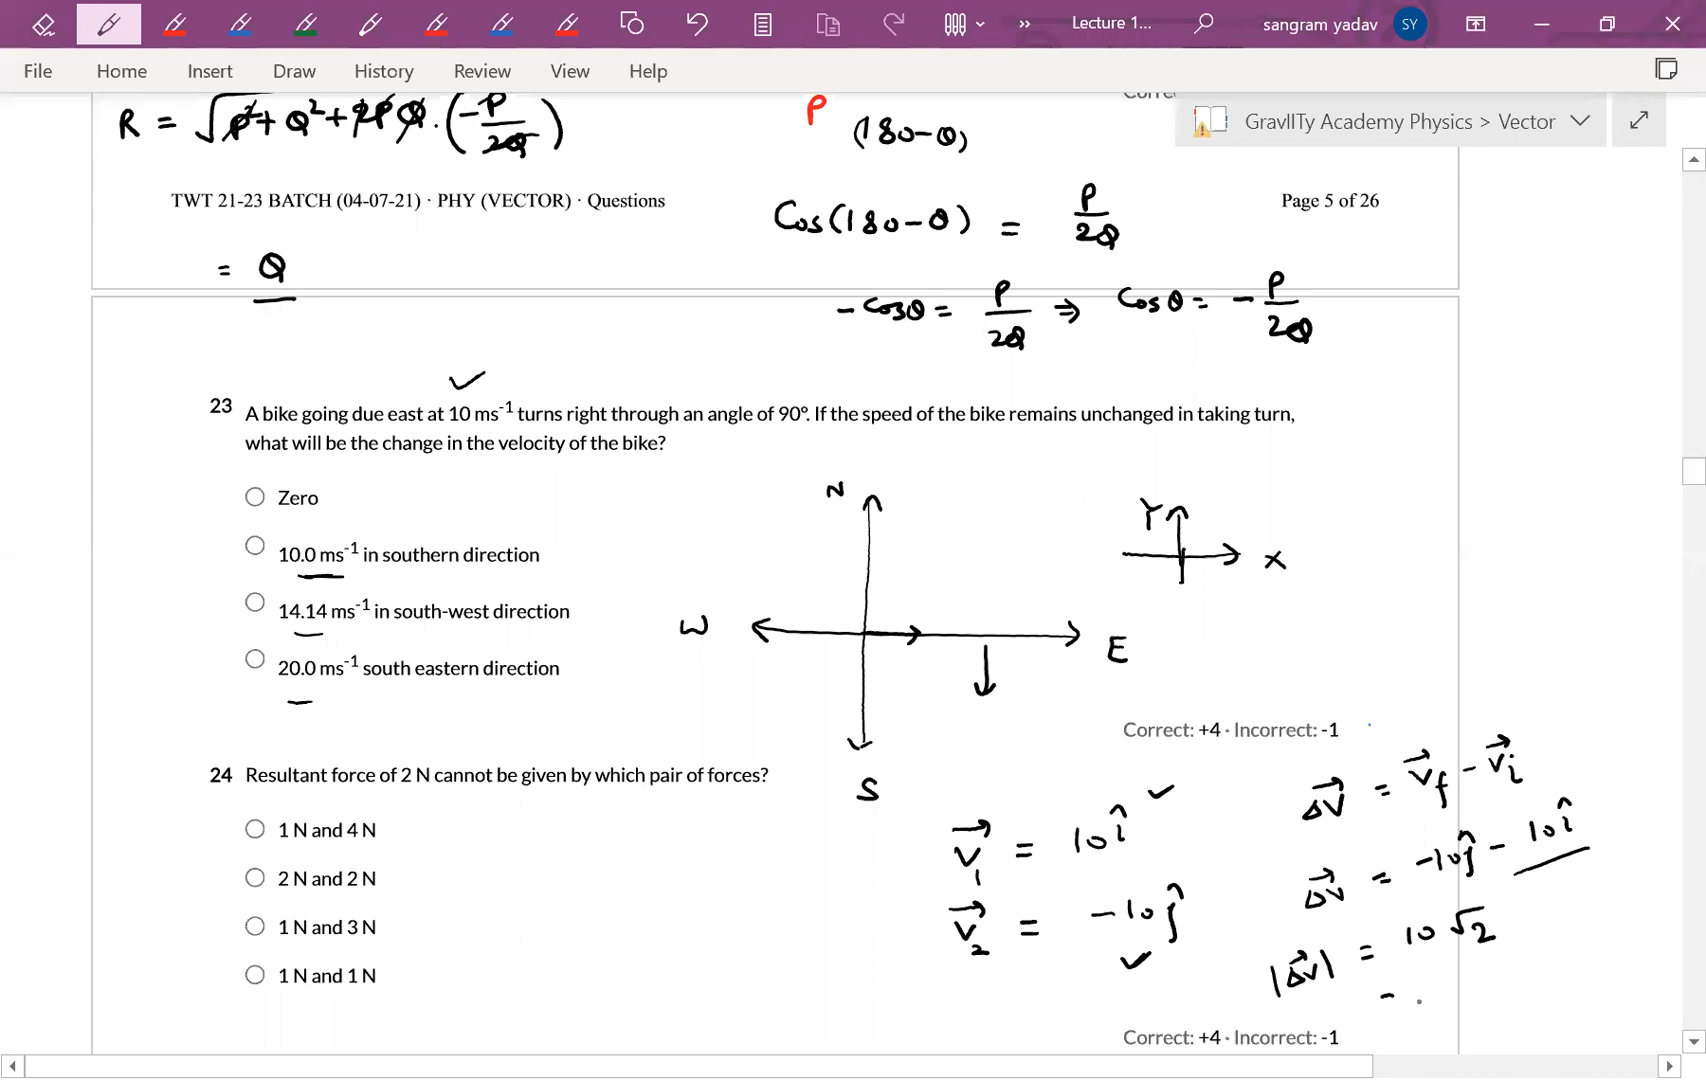 Lecture 1... sangram yadav SY
File Home Insert Draw History Review View Help
GravIITy Academy Physics > Vector
R = √P² + Q² + 2PQ · (-P/2Q)
P
(180-θ)
TWT 21-23 BATCH (04-07-21) · PHY (VECTOR) · Questions
Page 5 of 26
Cos(180-θ) = P/2Q
= Q
-Cosθ = P/2Q ⇒ Cosθ = -P/2Q
23 A bike going due east at 10 ms⁻¹ turns right through an angle of 90°. If the speed of the bike remains unchanged in taking turn,
what will be the change in the velocity of the bike?
Zero
10.0 ms⁻¹ in southern direction
14.14 ms⁻¹ in south-west direction
20.0 ms⁻¹ south eastern direction
N
W
E
S
Y
X
Correct: +4 · Incorrect: -1
24 Resultant force of 2 N cannot be given by which pair of forces?
1 N and 4 N
2 N and 2 N
1 N and 3 N
1 N and 1 N
V₁ = 10î
V₂ = -10ĵ
ΔV = Vf - Vi
ΔV = -10ĵ - 10î
|ΔV| = 10√2
Correct: +4 · Incorrect: -1